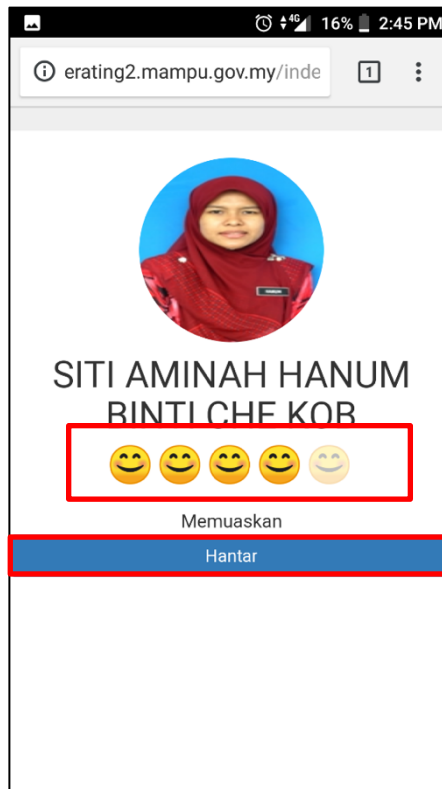 16% 2:45 PM
erating2.mampu.gov.my/inde
1
SITI AMINAH HANUM
BINTI CHE KOB
Memuaskan
Hantar